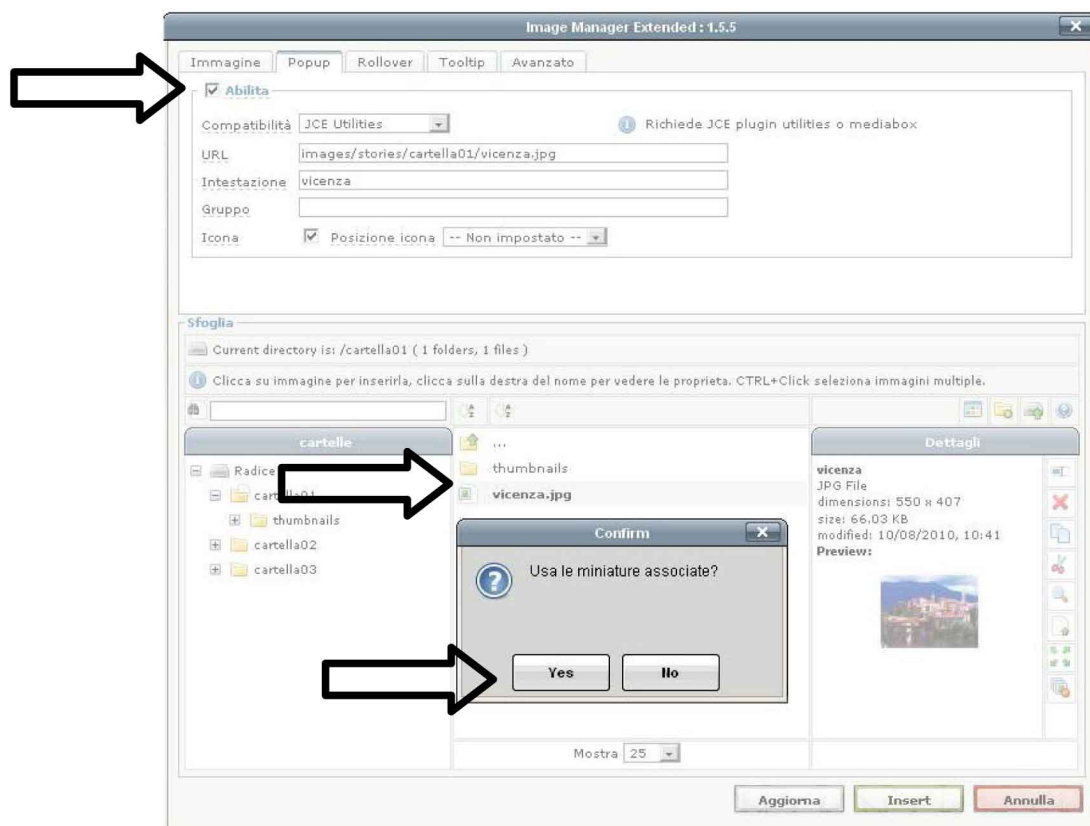 Image Manager Extended : 1.5.5
Immagine Popup Rollover Tooltip Avanzato
Abilita
Compatibilità JCE Utilities Richiede JCE plugin utilities o mediabox
URL images/stories/cartella01/vicenza.jpg
Intestazione vicenza
Gruppo
Icona Posizione icona -- Non impostato --
Sfoglia
Current directory is: /cartella01 ( 1 folders, 1 files )
Clicca su immagine per inserirla, clicca sulla destra del nome per vedere le proprieta. CTRL+Click seleziona immagini multiple.
cartelle
Radice
cartella01
thumbnails
cartella02
cartella03
...
thumbnails
vicenza.jpg
Dettagli
vicenza
JPG File
dimensions: 550 x 407
size: 66.03 KB
modified: 10/08/2010, 10:41
Preview:
Confirm
Usa le miniature associate?
Yes No
Mostra 25
Aggiorna Insert Annulla